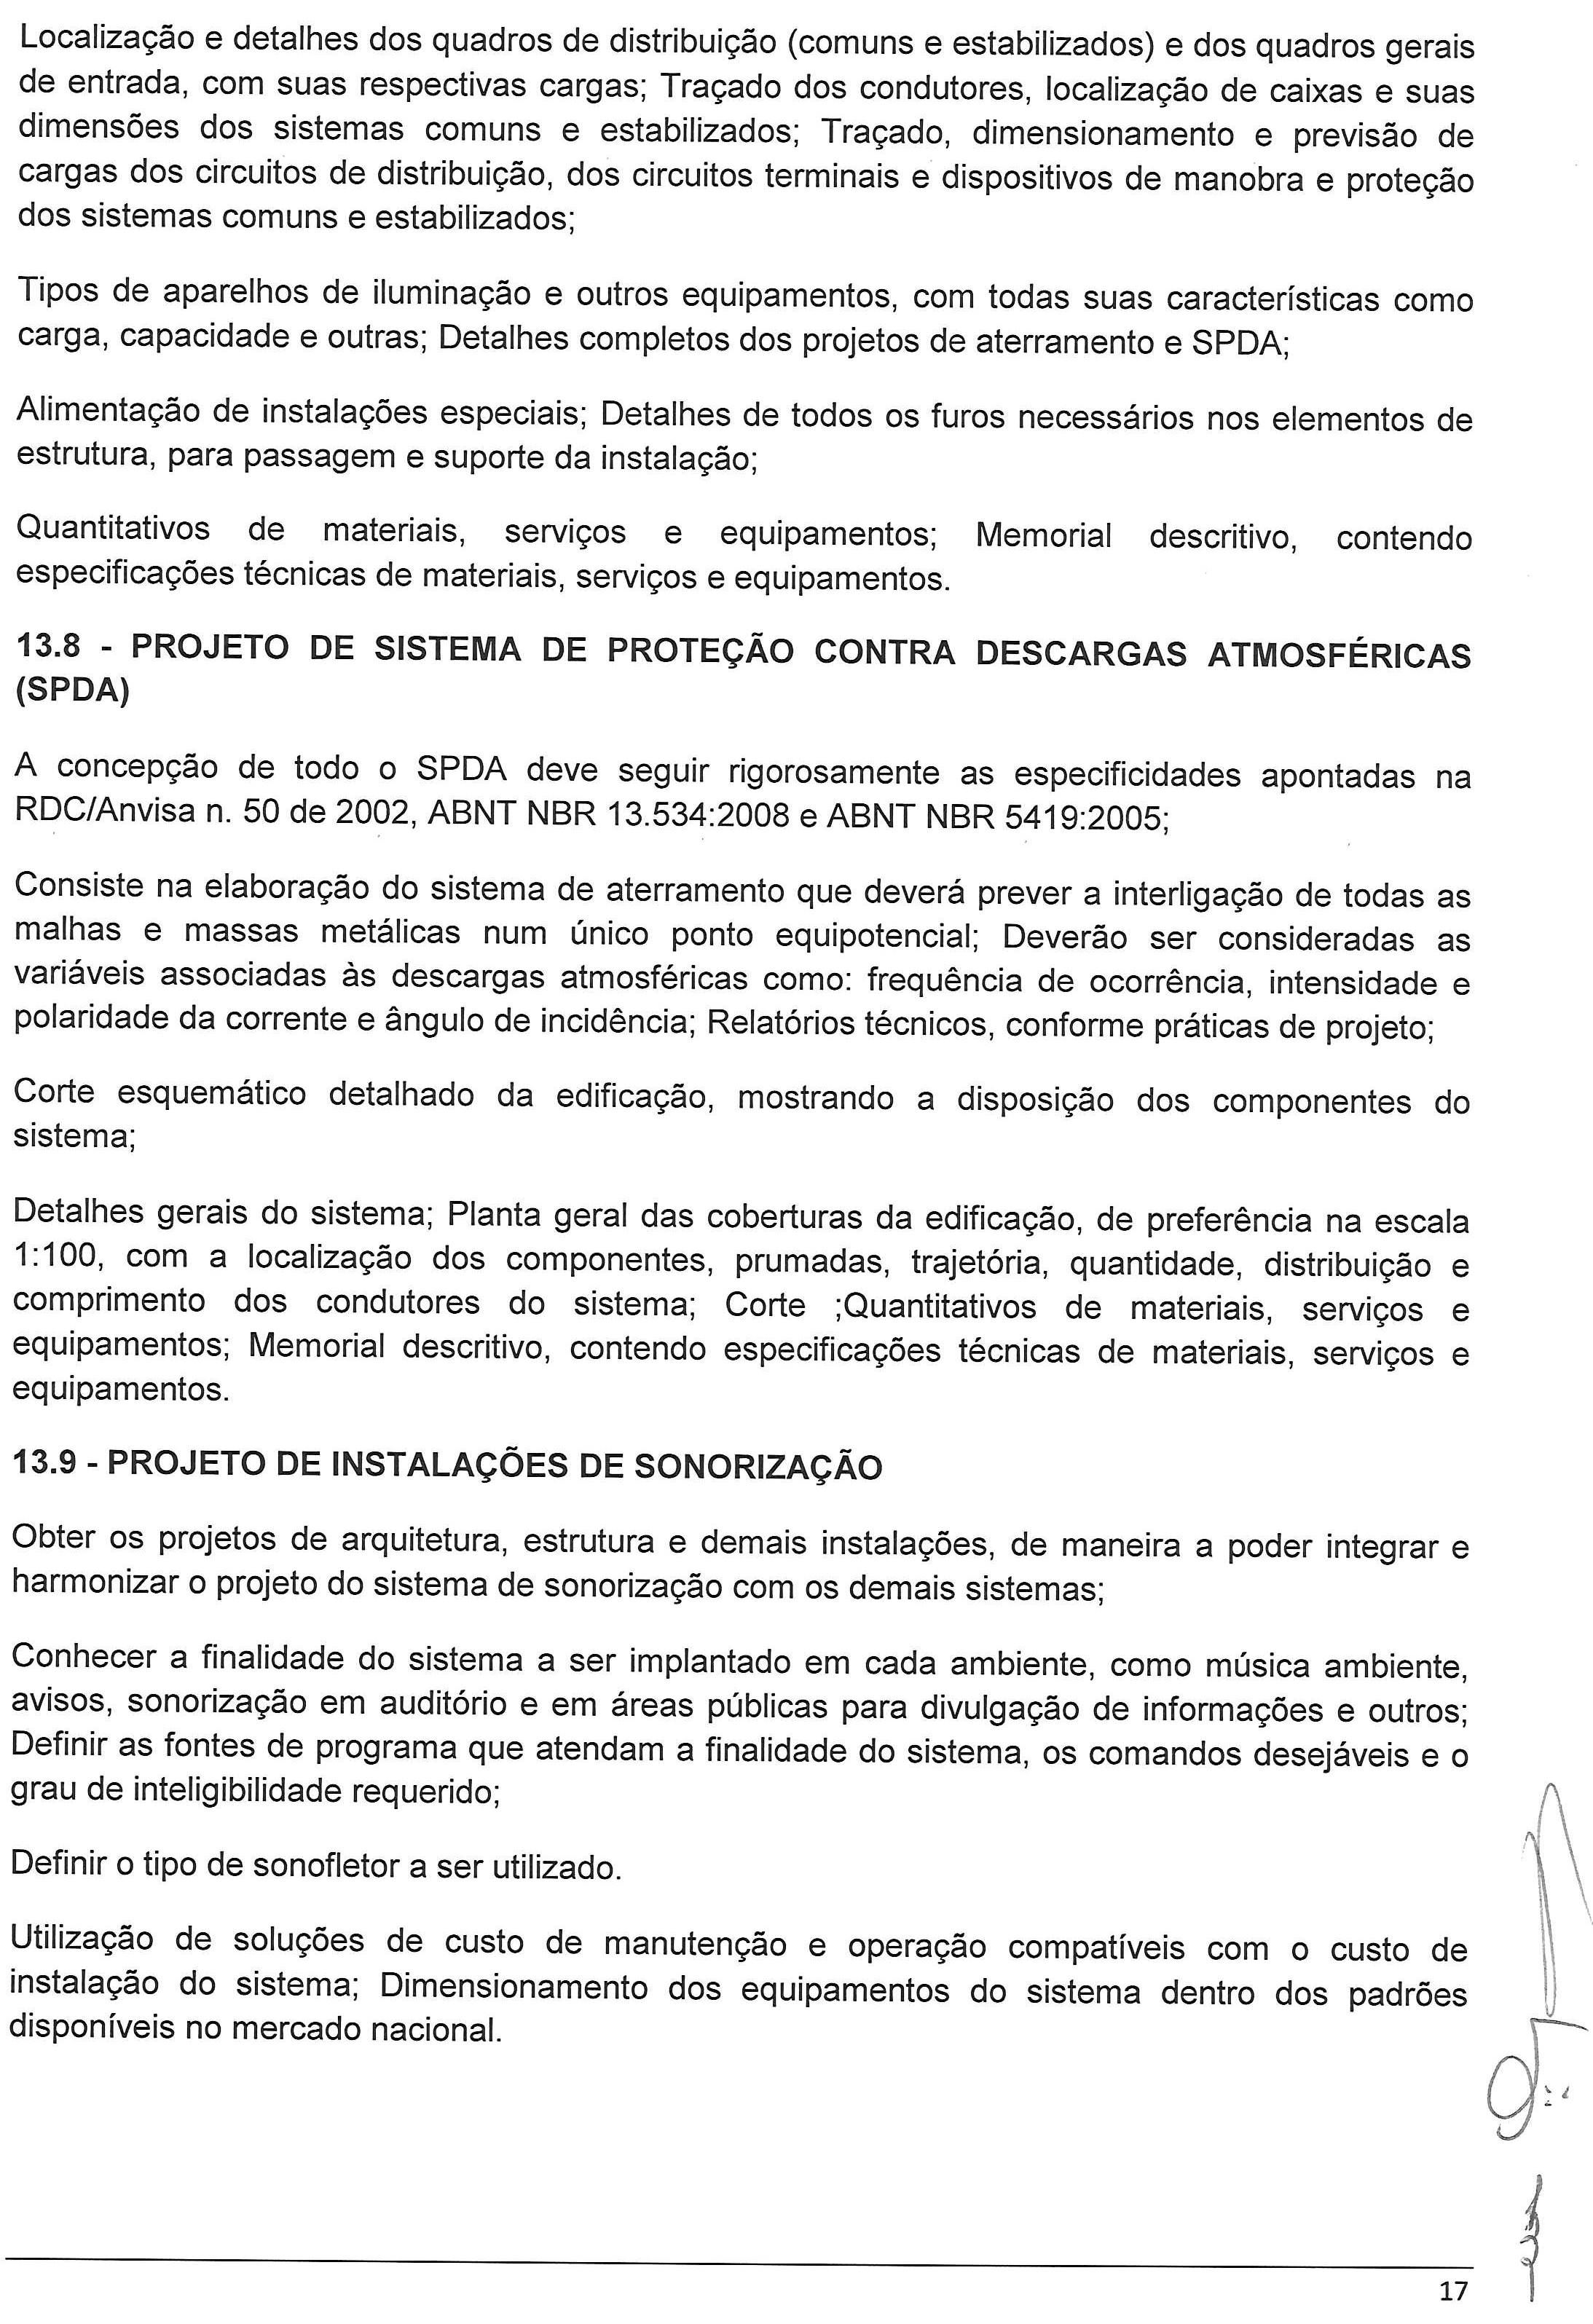 Localização e detalhes dos quadros de distribuição (comuns e estabilizados) e dos quadros gerais
de entrada, com suas respectivas cargas; Traçado dos condutores, localização de caixas e suas
dimensões dos sistemas comuns e estabilizados; Traçado, dimensionamento e previsão de
cargas dos circuitos de distribuição, dos circuitos terminais e dispositivos de manobra e proteção
dos sistemas comuns e estabilizados;
Tipos de aparelhos de iluminação e outros equipamentos, com todas suas características como
carga, capacidade e outras; Detalhes completos dos projetos de aterramento e SPDA;
Alimentação de instalações especiais; Detalhes de todos os furos necessários nos elementos de
estrutura, para passagem e suporte da instalação;
Quantitativos de materiais, serviços e equipamentos; Memorial descritivo, contendo
especificações técnicas de materiais, serviços e equipamentos.
13.8 - PROJETO DE SISTEMA DE PROTEÇÃO CONTRA DESCARGAS ATMOSFÉRICAS
(SPDA)
A concepção de todo o SPDA deve seguir rigorosamente as especificidades apontadas na
RDC/Anvisa n. 50 de 2002, ABNT NBR 13.534:2008 e ABNT NBR 5419:2005;
Consiste na elaboração do sistema de aterramento que deverá prever a interligação de todas as
malhas e massas metálicas num único ponto equipotencial; Deverão ser consideradas as
variáveis associadas às descargas atmosféricas como: frequência de ocorrência, intensidade e
polaridade da corrente e ângulo de incidência; Relatórios técnicos, conforme práticas de projeto;
Corte esquemático detalhado da edificação, mostrando a disposição dos componentes do
sistema;
Detalhes gerais do sistema; Planta geral das coberturas da edificação, de preferência na escala
1:100, com a localização dos componentes, prumadas, trajetória, quantidade, distribuição e
comprimento dos condutores do sistema; Corte ;Quantitativos de materiais, serviços e
equipamentos; Memorial descritivo, contendo especificações técnicas de materiais, serviços e
equipamentos.
13.9 - PROJETO DE INSTALAÇÕES DE SONORIZAÇÃO
Obter os projetos de arquitetura, estrutura e demais instalações, de maneira a poder integrar e
harmonizar o projeto do sistema de sonorização com os demais sistemas;
Conhecer a finalidade do sistema a ser implantado em cada ambiente, como música ambiente,
avisos, sonorização em auditório e em áreas públicas para divulgação de informações e outros;
Definir as fontes de programa que atendam a finalidade do sistema, os comandos desejáveis e o
grau de inteligibilidade requerido;
Definir o tipo de sonofletor a ser utilizado.
Utilização de soluções de custo de manutenção e operação compatíveis com o custo de
instalação do sistema; Dimensionamento dos equipamentos do sistema dentro dos padrões
disponíveis no mercado nacional.
17